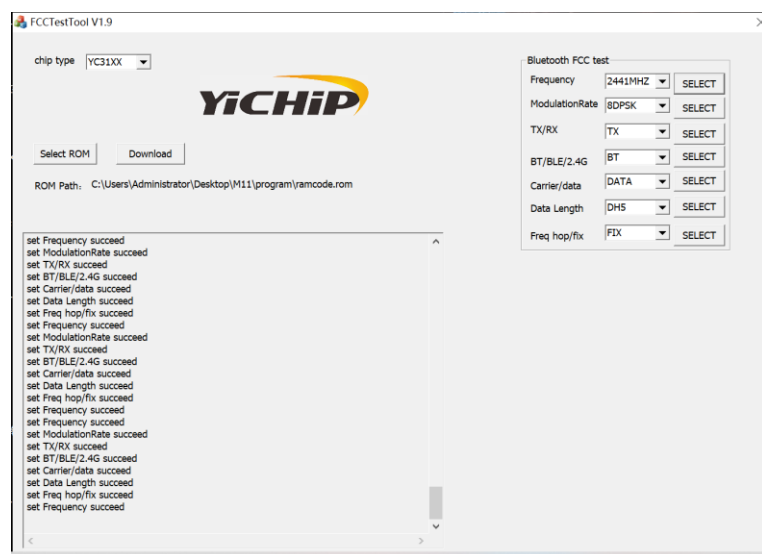 FCCTestTool V1.9
chip type YC31XX
YiCHiP
Select ROM Download
ROM Path: C:\Users\Administrator\Desktop\M11\program\ramcode.rom
Bluetooth FCC test
Frequency 2441MHZ SELECT
ModulationRate 8DPSK SELECT
TX/RX TX SELECT
BT/BLE/2.4G BT SELECT
Carrier/data DATA SELECT
Data Length DH5 SELECT
Freq hop/fix FIX SELECT
set Frequency succeed
set ModulationRate succeed
set TX/RX succeed
set BT/BLE/2.4G succeed
set Carrier/data succeed
set Data Length succeed
set Freq hop/fix succeed
set Frequency succeed
set ModulationRate succeed
set TX/RX succeed
set BT/BLE/2.4G succeed
set Carrier/data succeed
set Data Length succeed
set Freq hop/fix succeed
set Frequency succeed
set Frequency succeed
set ModulationRate succeed
set TX/RX succeed
set BT/BLE/2.4G succeed
set Carrier/data succeed
set Data Length succeed
set Freq hop/fix succeed
set Frequency succeed